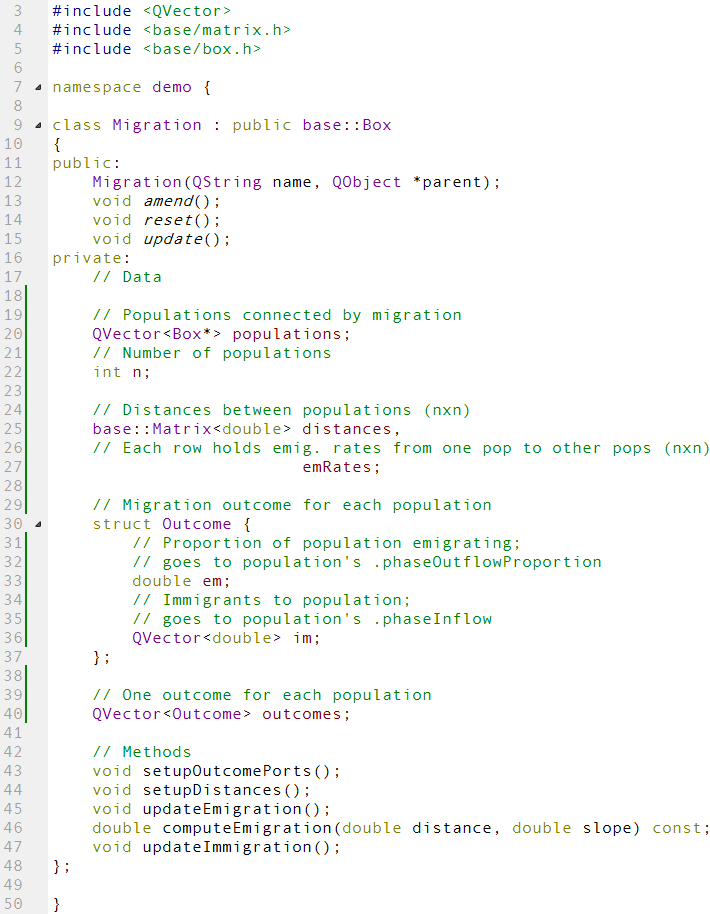 3 #include <QVector>
4 #include <base/matrix.h>
5 #include <base/box.h>
6
7 namespace demo {
8
9 class Migration : public base::Box
10 {
11 public:
12     Migration(QString name, QObject *parent);
13     void amend();
14     void reset();
15     void update();
16 private:
17     // Data
18
19     // Populations connected by migration
20     QVector<Box*> populations;
21     // Number of populations
22     int n;
23
24     // Distances between populations (nxn)
25     base::Matrix<double> distances,
26     // Each row holds emig. rates from one pop to other pops (nxn)
27                          emRates;
28
29     // Migration outcome for each population
30     struct Outcome {
31         // Proportion of population emigrating;
32         // goes to population's .phaseOutflowProportion
33         double em;
34         // Immigrants to population;
35         // goes to population's .phaseInflow
36         QVector<double> im;
37     };
38
39     // One outcome for each population
40     QVector<Outcome> outcomes;
41
42     // Methods
43     void setupOutcomePorts();
44     void setupDistances();
45     void updateEmigration();
46     double computeEmigration(double distance, double slope) const;
47     void updateImmigration();
48 };
49
50 }